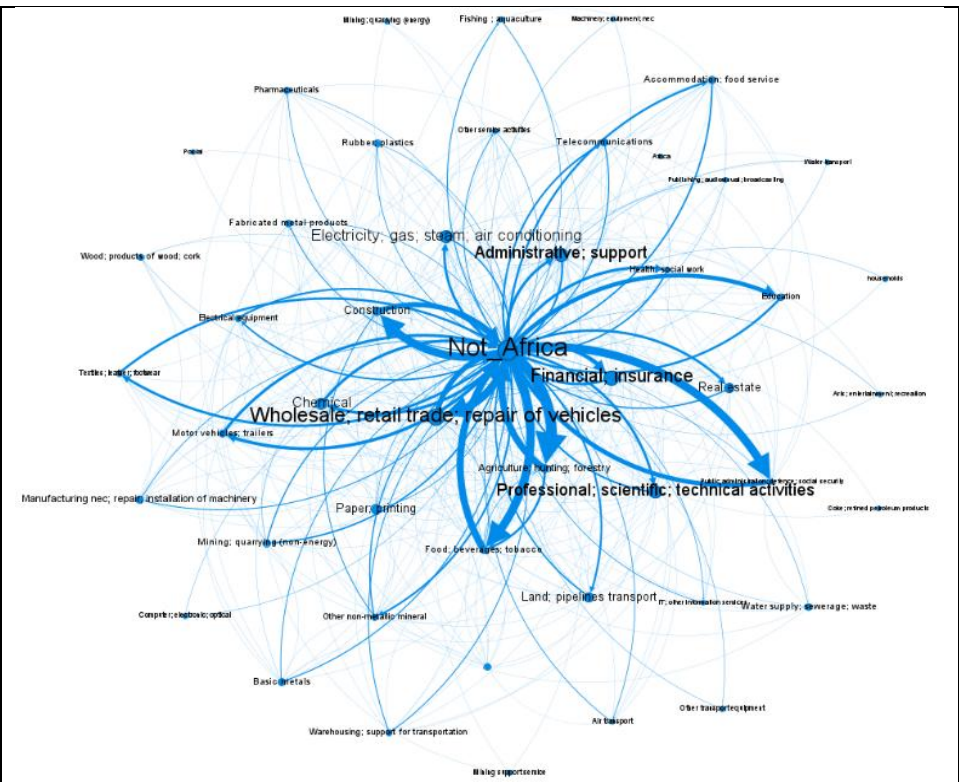 Mining; quarrying (energy)
Fishing ; aquaculture
Machinery; equipment; nec
Accommodation; food service
Pharmaceuticals
Other service activities
Rubber; plastics
Telecommunications
Postal
Africa
Water transport
Publishing; audiovisual; broadcasting
Fabricated metal products
Electricity; gas; steam; air conditioning
Administrative; support
Wood; products of wood; cork
Health; social work
households
Education
Construction
Electrical equipment
Not_Africa
Textiles; leather; footwear
Financial; insurance
Real estate
Arts; entertainment; recreation
Chemical
Wholesale; retail trade; repair of vehicles
Motor vehicles; trailers
Agriculture; hunting; forestry
Public administration; defence; social security
Professional; scientific; technical activities
Manufacturing nec; repair; installation of machinery
Paper; printing
Coke; refined petroleum products
Mining; quarrying (non-energy)
Food; beverages; tobacco
Land; pipelines transport
IT; other information services
Water supply; sewerage; waste
Computer; electronic; optical
Other non-metallic mineral
Basic metals
Other transport equipment
Air transport
Warehousing; support for transportation
Mining support service